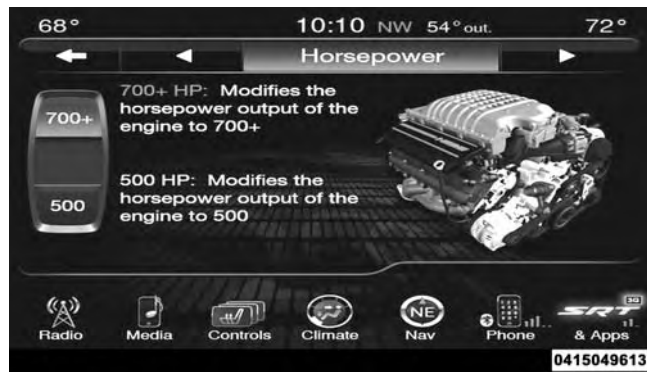 68° 10:10 NW 54° out. 72°
Horsepower
700+
700+ HP: Modifies the
horsepower output of the
engine to 700+
500
500 HP: Modifies the
horsepower output of the
engine to 500
NE
3G
SRT
Radio Media Controls Climate Nav Phone & Apps
0415049613